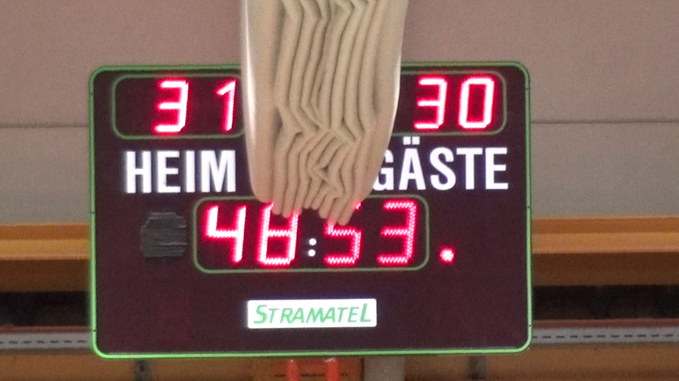 31 30
HEIM GÄSTE
48:53.
STRAMATEL